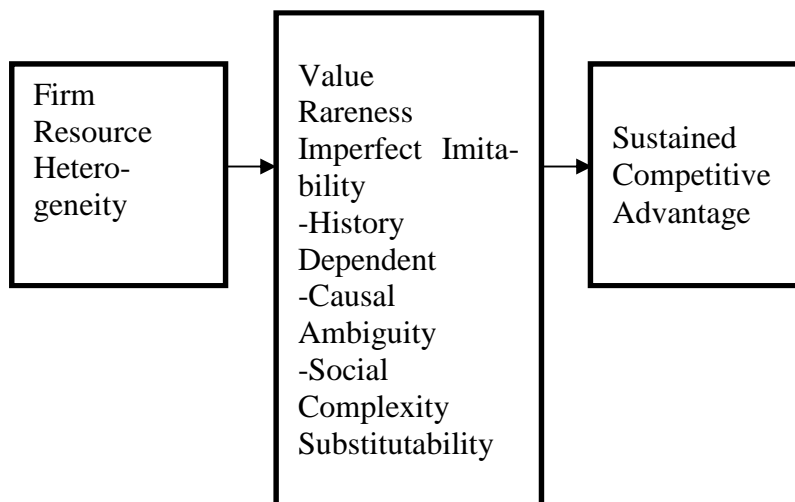 Firm
Resource
Hetero-
geneity
Value
Rareness
Imperfect Imita-
bility
-History
Dependent
-Causal
Ambiguity
-Social
Complexity
Substitutability
Sustained
Competitive
Advantage